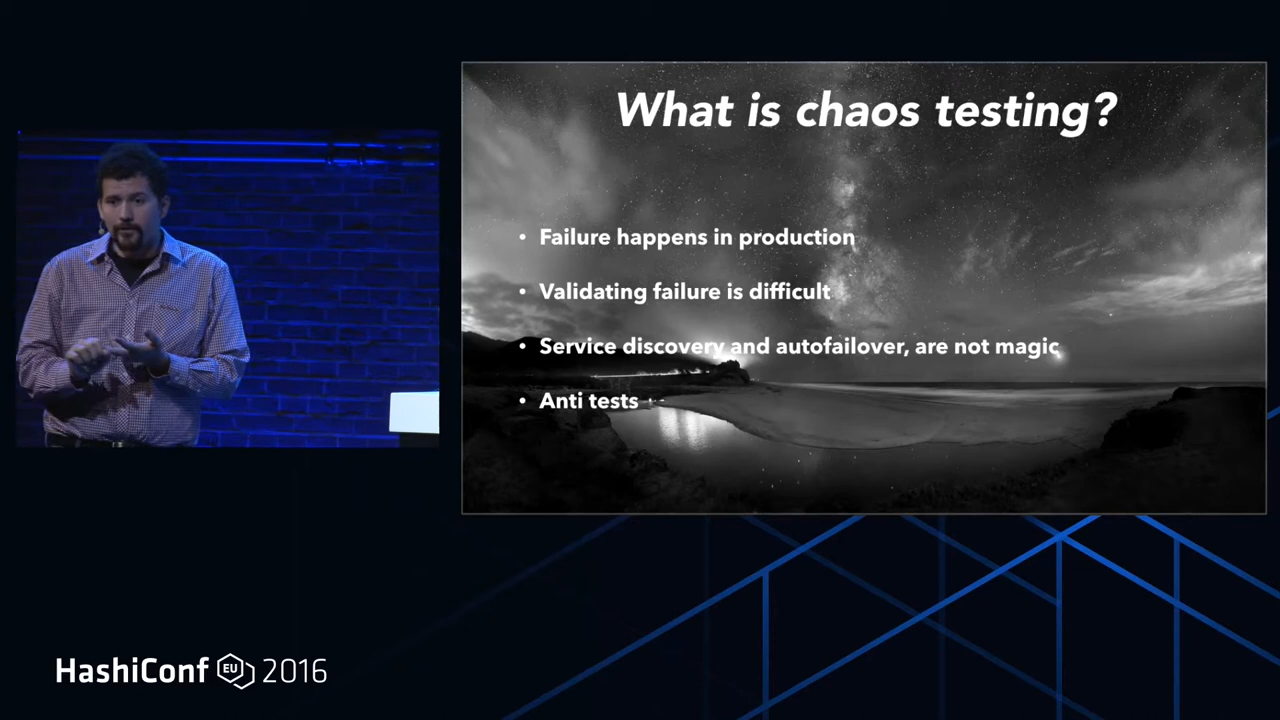 What is chaos testing?
• Failure happens in production
• Validating failure is difficult
• Service discovery and autofailover, are not magic
• Anti tests
HashiConf EU 2016